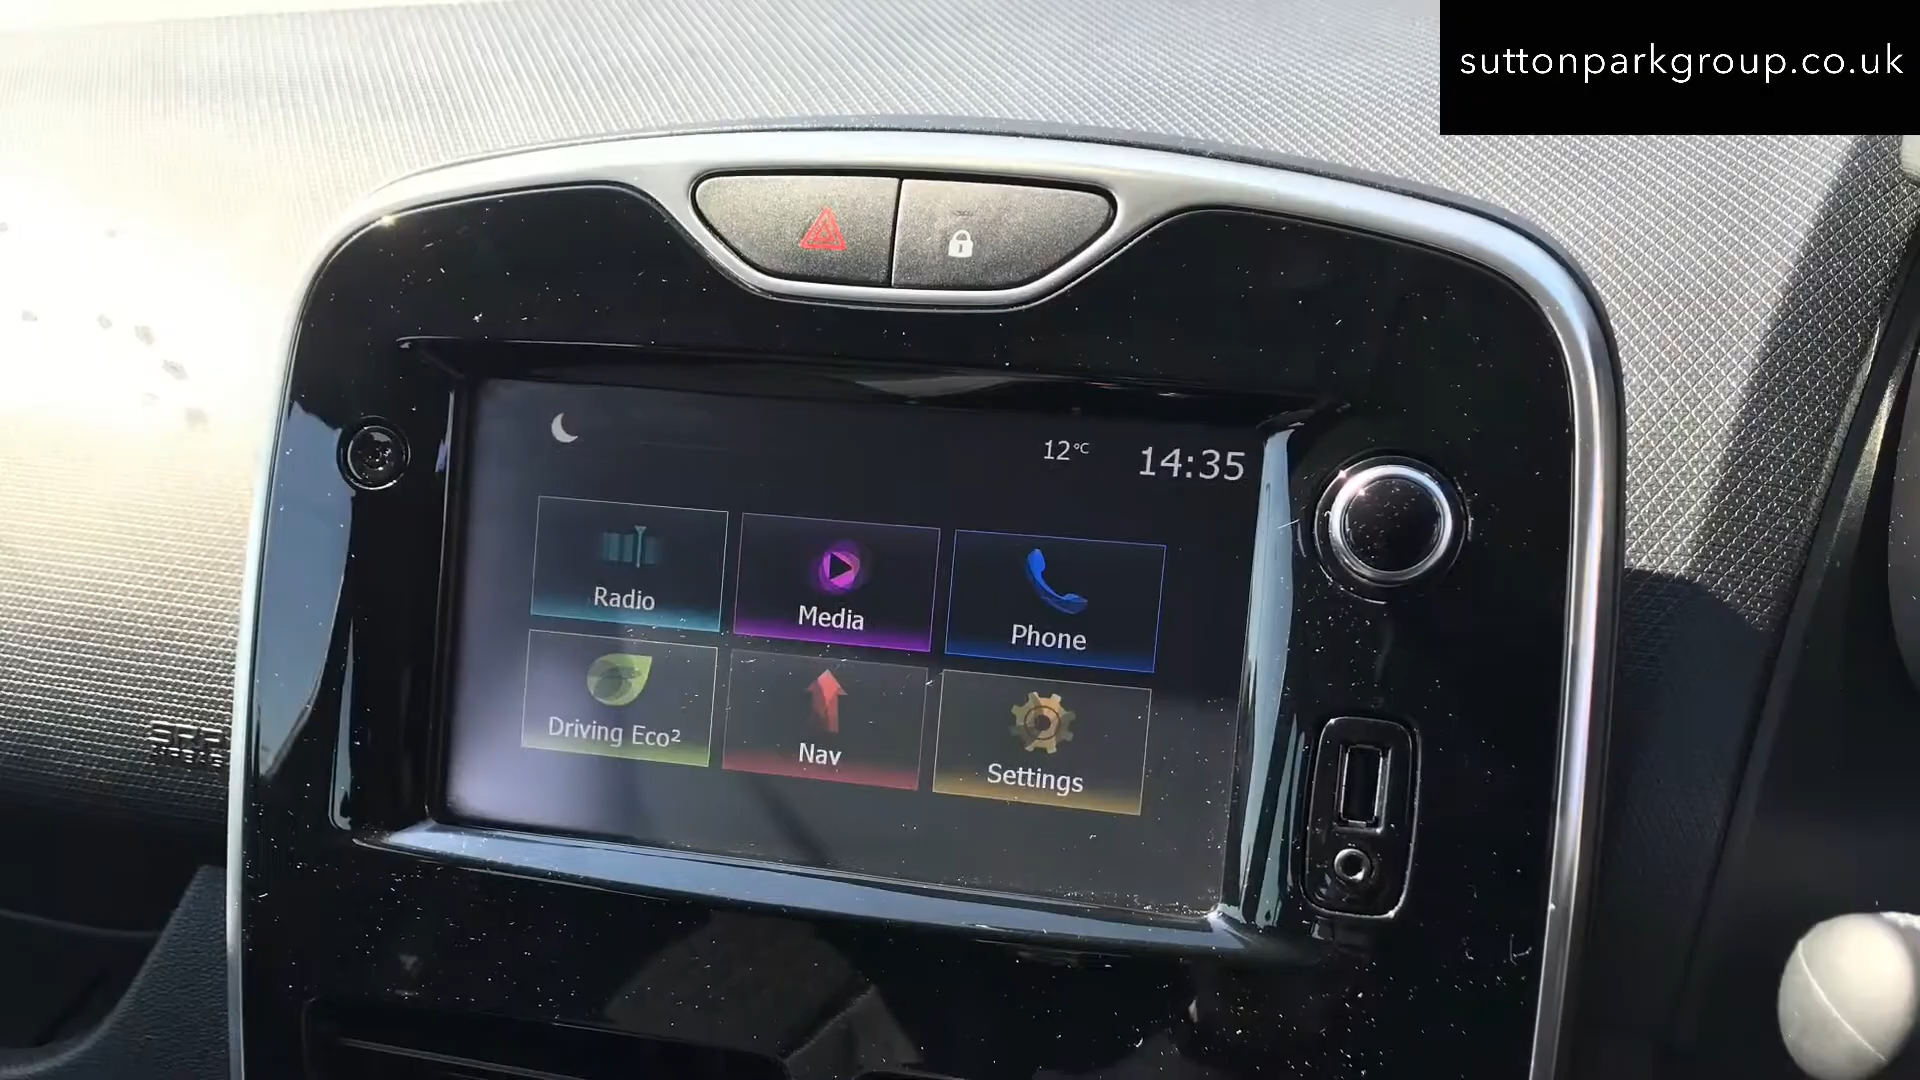 suttonparkgroup.co.uk
12°C 14:35
Radio
Media
Phone
Driving Eco²
Nav
Settings